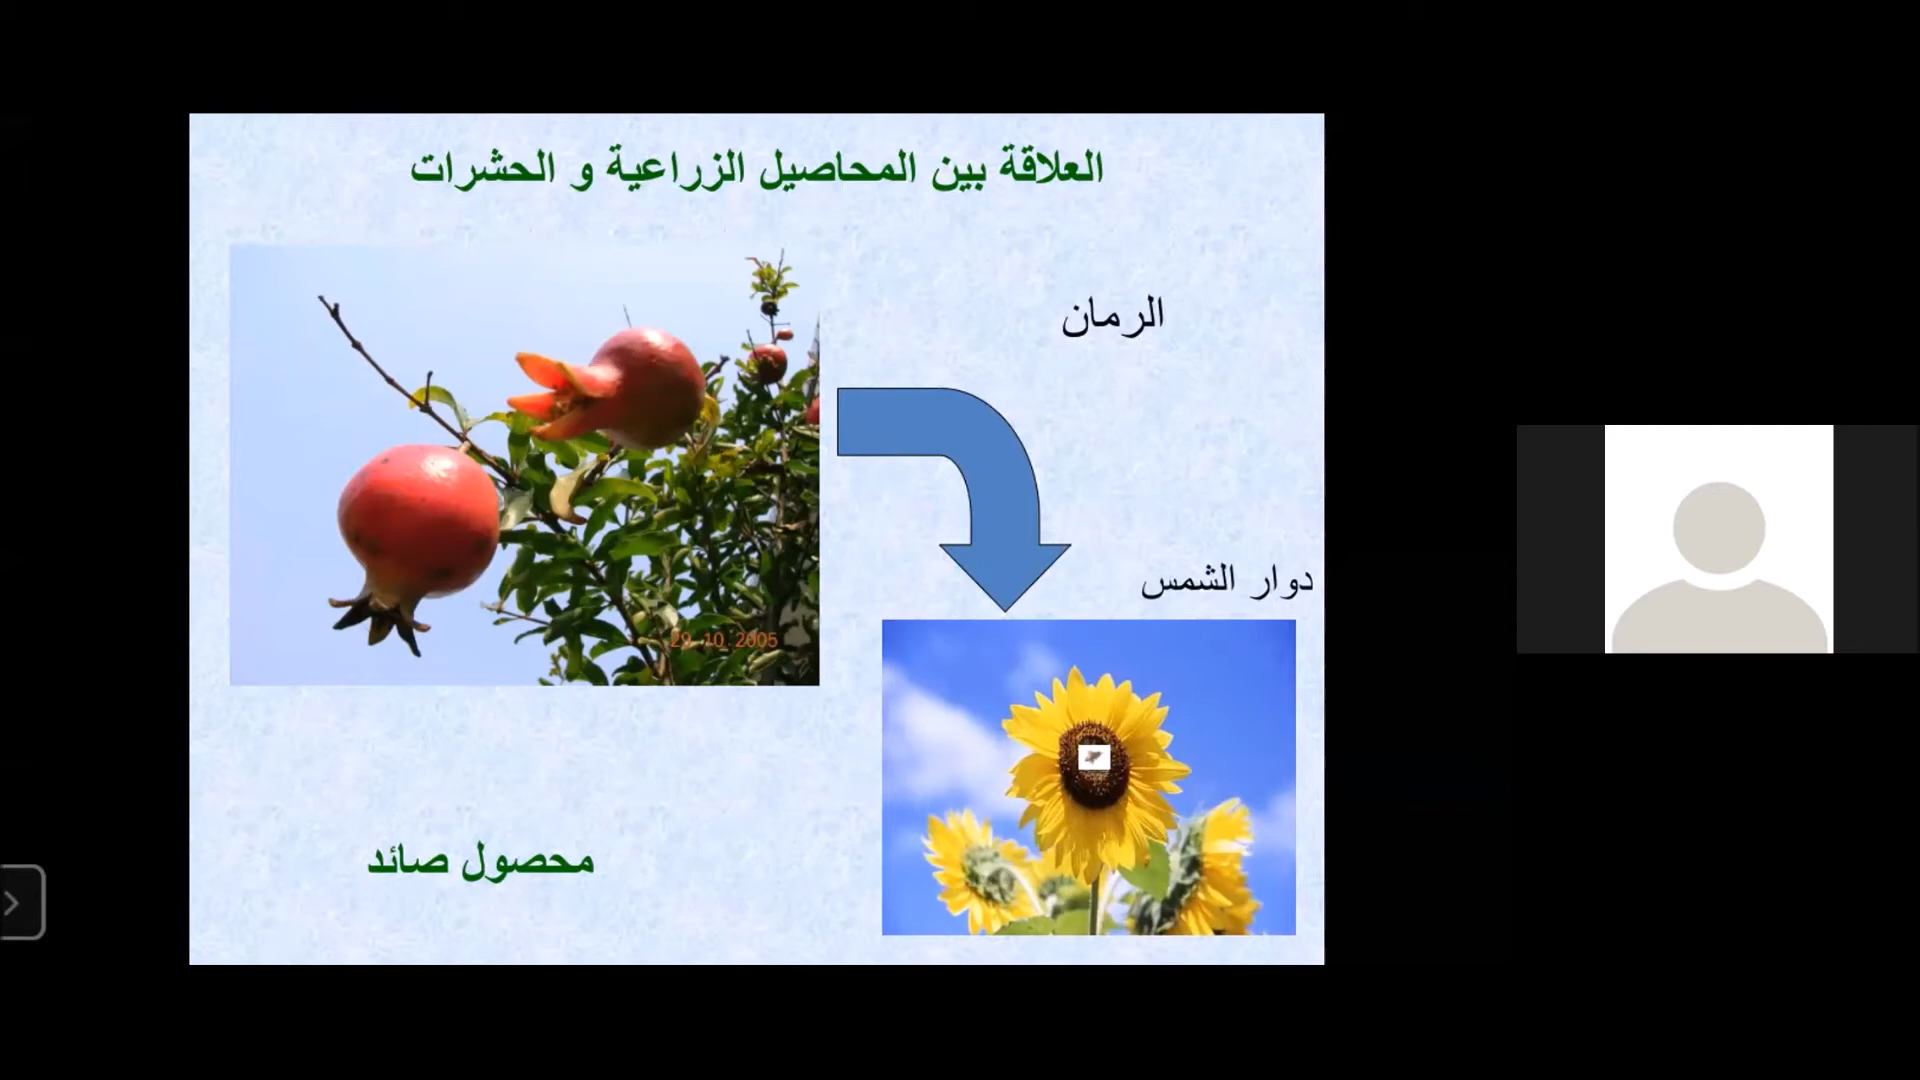 العلاقة بين المحاصيل الزراعية و الحشرات
الرمان
29 10 2005
دوار الشمس
محصول صائد